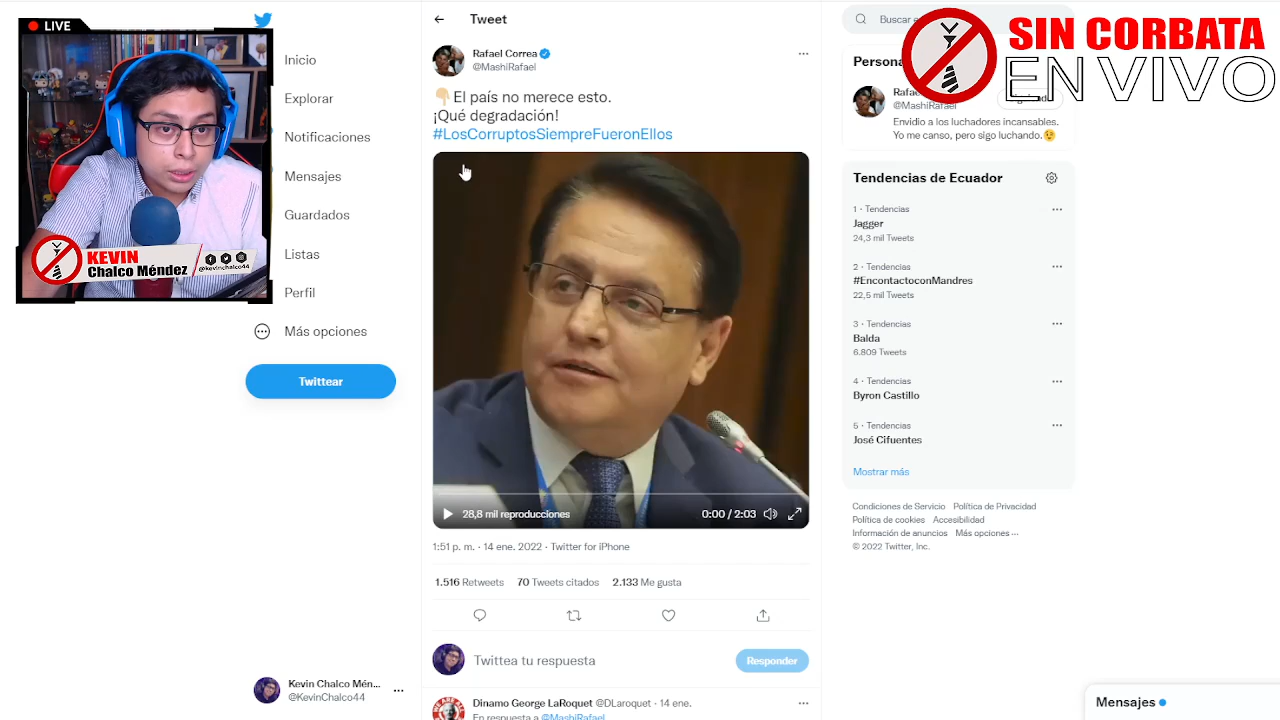 LIVE
KEVIN
Chalco Méndez
@kevinchalco44
Inicio
Explorar
Notificaciones
Mensajes
Guardados
Listas
Perfil
Más opciones
Twittear
Kevin Chalco Mén...
@KevinChalco44
Tweet
Rafael Correa
@MashiRafael
El país no merece esto.
¡Qué degradación!
#LosCorruptosSiempreFueronEllos
28,8 mil reproducciones
0:00 / 2:03
1:51 p. m. · 14 ene. 2022 · Twitter for iPhone
1.516 Retweets 70 Tweets citados 2.133 Me gusta
Twittea tu respuesta
Responder
Dinamo George LaRoquet @DLaroquet · 14 ene.
En respuesta a @MashiRafael
Buscar
SIN CORBATA
EN VIVO
@MashiRafael
Envidio a los luchadores incansables.
Yo me canso, pero sigo luchando.
Tendencias de Ecuador
1 · Tendencias
Jagger
24,3 mil Tweets
2 · Tendencias
#EncontactoconMandres
22,5 mil Tweets
3 · Tendencias
Balda
6.809 Tweets
4 · Tendencias
Byron Castillo
5 · Tendencias
José Cifuentes
Mostrar más
Condiciones de Servicio Política de Privacidad
Política de cookies Accesibilidad
Información de anuncios Más opciones ···
© 2022 Twitter, Inc.
Mensajes